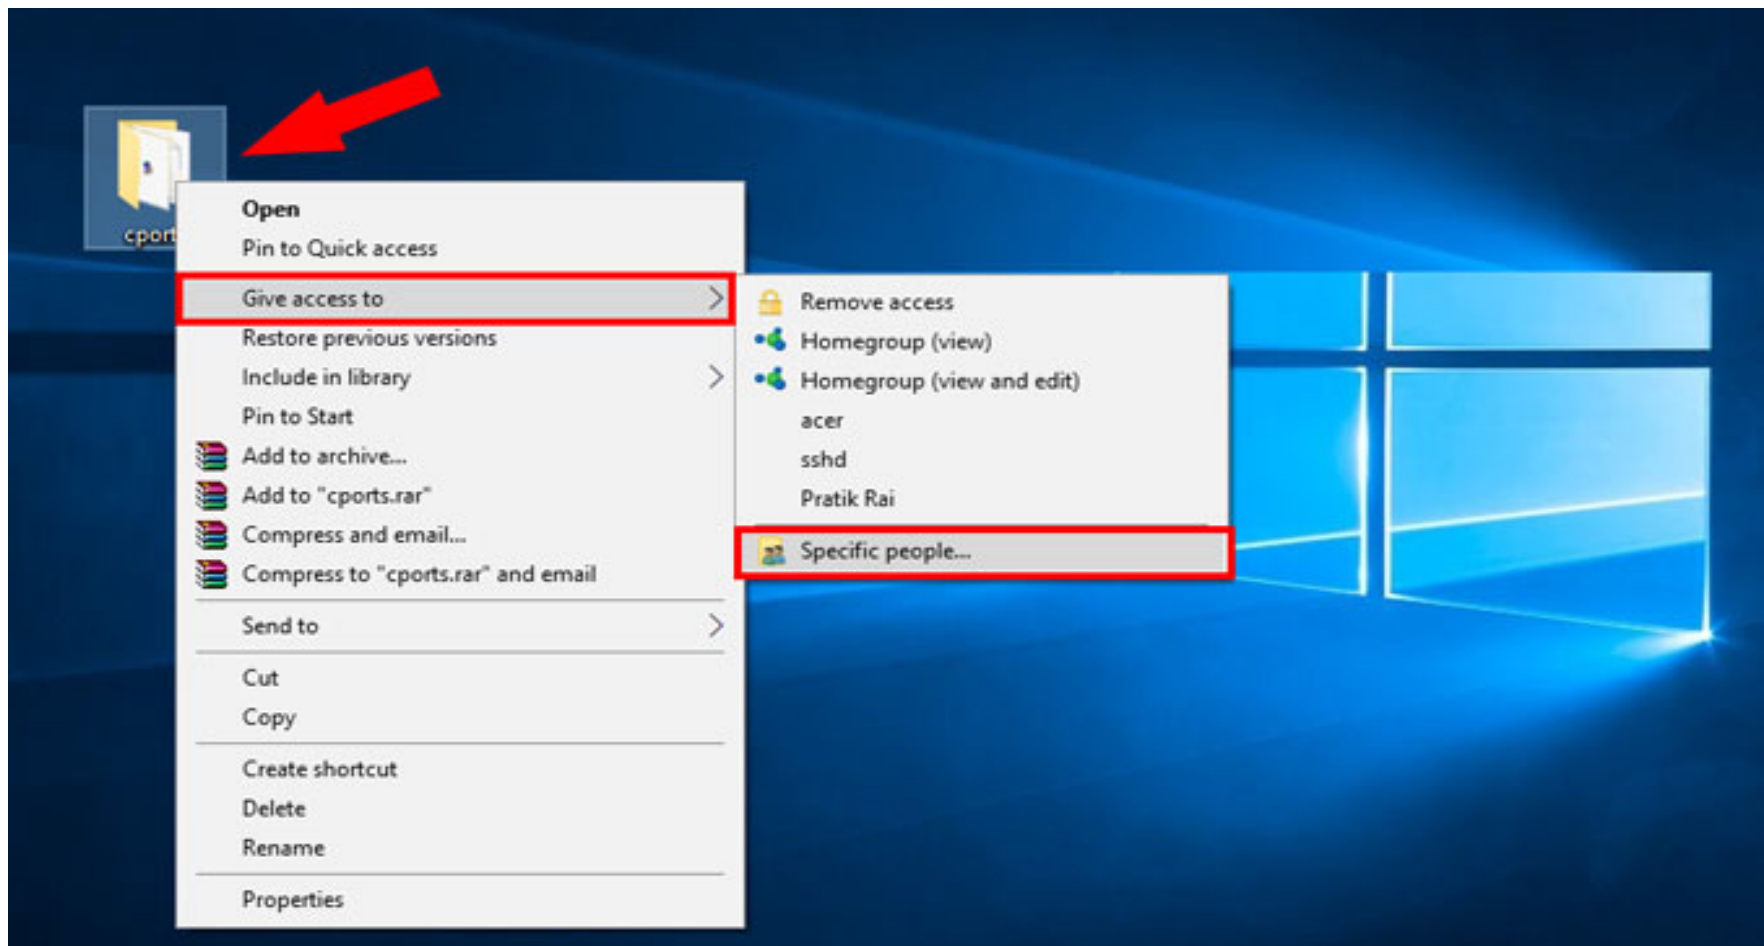 cport
Open
Pin to Quick access
Give access to
Restore previous versions
Include in library
Pin to Start
Add to archive...
Add to "cports.rar"
Compress and email...
Compress to "cports.rar" and email
Send to
Cut
Copy
Create shortcut
Delete
Rename
Properties
Remove access
Homegroup (view)
Homegroup (view and edit)
acer
sshd
Pratik Rai
Specific people...